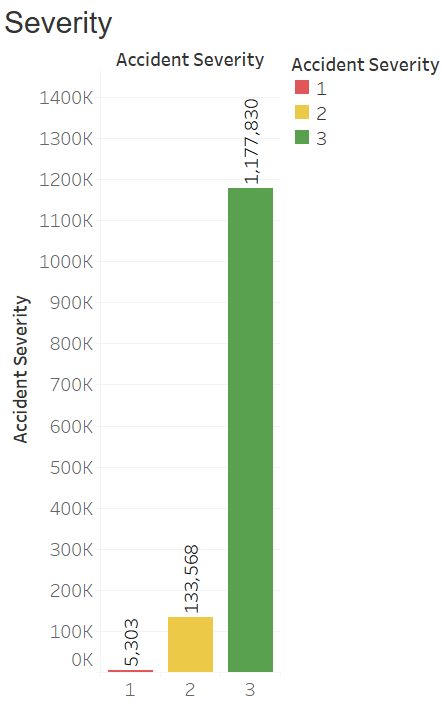 Severity
Accident Severity
Accident Severity
1
2
3
1400K
1300K
1200K
1100K
1000K
900K
800K
700K
600K
500K
400K
300K
200K
100K
0K
Accident Severity
5,303
133,568
1,177,830
1 2 3